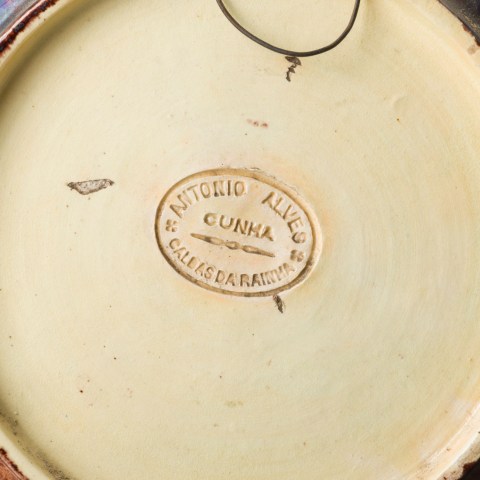 ANTONIO ALVES
CUNHA
CALDAS DA RAINHA